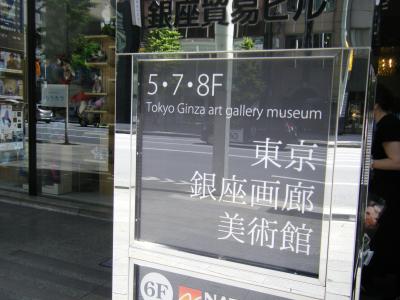 銀座貿易ビル
5・7・8F
Tokyo Ginza art gallery museum
東京
銀座画廊
美術館
6F